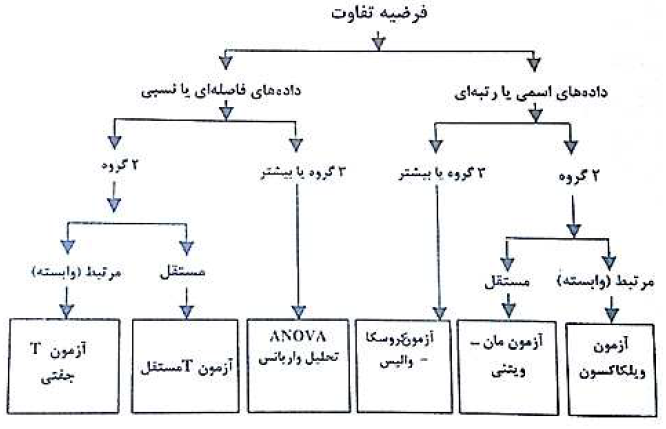 فرضیه تفاوت
داده‌های اسمی یا رتبه‌ای
داده‌های فاصله‌ای یا نسبی
۲ گروه
۳ گروه یا بیشتر
۳ گروه یا بیشتر
۲ گروه
مرتبط (وابسته)
مستقل
مستقل
مرتبط (وابسته)
آزمون
ویلکاکسون
آزمون مان –
ویتنی
آزمون‌کروسکا
– والیس
ANOVA
تحلیل واریانس
آزمون T مستقل
آزمون T
جفتی